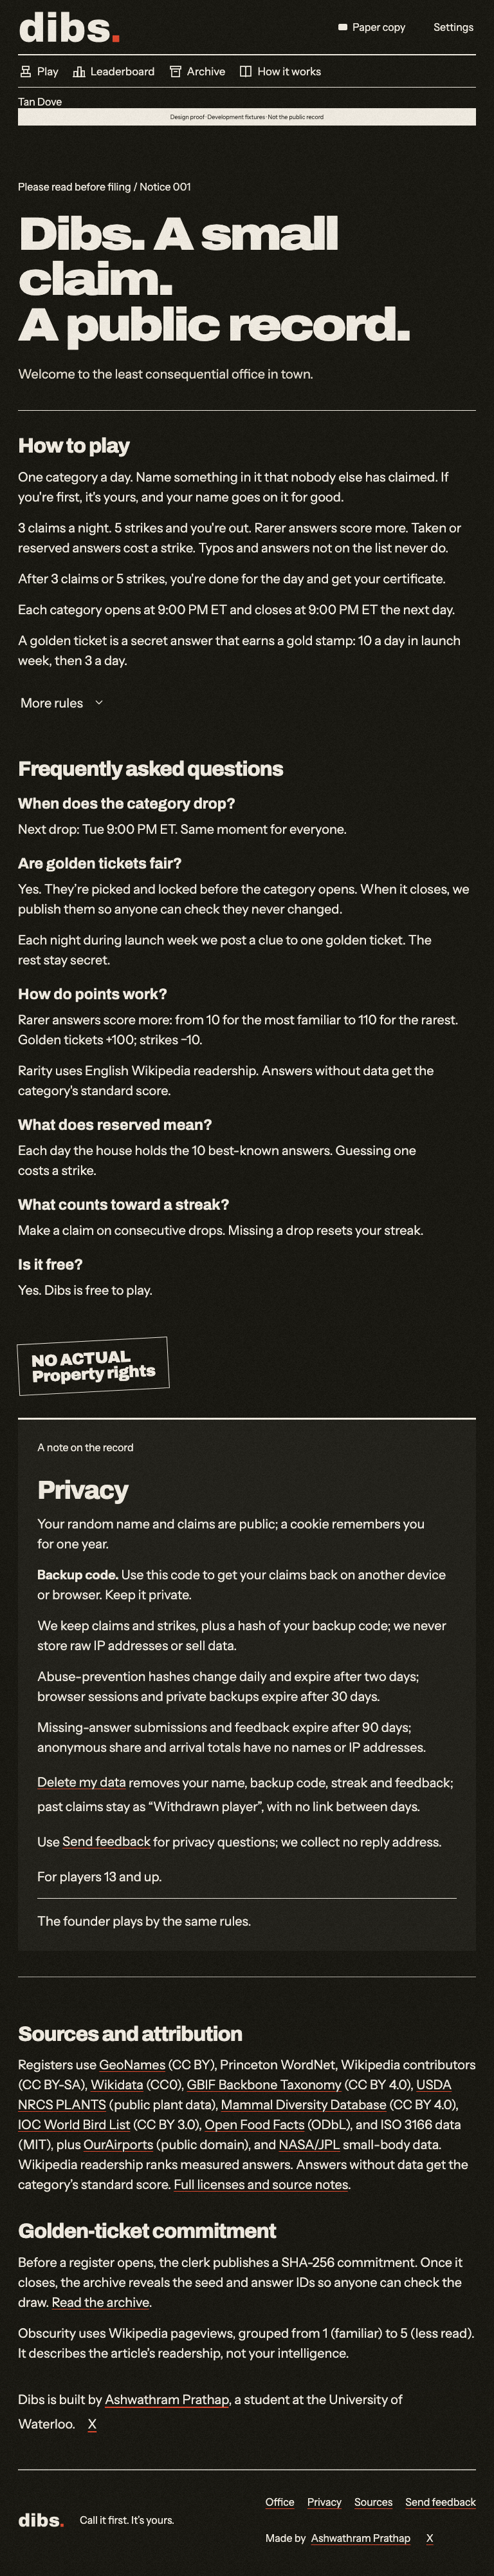 dibs.
Paper copy
Settings
Play
Leaderboard
Archive
How it works
Tan Dove
Design proof · Development fixtures · Not the public record
Please read before filing / Notice 001
Dibs. A small
claim.
A public record.
Welcome to the least consequential office in town.
How to play
One category a day. Name something in it that nobody else has claimed. If
you're first, it's yours, and your name goes on it for good.
3 claims a night. 5 strikes and you're out. Rarer answers score more. Taken or
reserved answers cost a strike. Typos and answers not on the list never do.
After 3 claims or 5 strikes, you're done for the day and get your certificate.
Each category opens at 9:00 PM ET and closes at 9:00 PM ET the next day.
A golden ticket is a secret answer that earns a gold stamp: 10 a day in launch
week, then 3 a day.
More rules
Frequently asked questions
When does the category drop?
Next drop: Tue 9:00 PM ET. Same moment for everyone.
Are golden tickets fair?
Yes. They’re picked and locked before the category opens. When it closes, we
publish them so anyone can check they never changed.
Each night during launch week we post a clue to one golden ticket. The
rest stay secret.
How do points work?
Rarer answers score more: from 10 for the most familiar to 110 for the rarest.
Golden tickets +100; strikes −10.
Rarity uses English Wikipedia readership. Answers without data get the
category's standard score.
What does reserved mean?
Each day the house holds the 10 best-known answers. Guessing one
costs a strike.
What counts toward a streak?
Make a claim on consecutive drops. Missing a drop resets your streak.
Is it free?
Yes. Dibs is free to play.
NO ACTUAL
Property rights
A note on the record
Privacy
Your random name and claims are public; a cookie remembers you
for one year.
Backup code. Use this code to get your claims back on another device
or browser. Keep it private.
We keep claims and strikes, plus a hash of your backup code; we never
store raw IP addresses or sell data.
Abuse-prevention hashes change daily and expire after two days;
browser sessions and private backups expire after 30 days.
Missing-answer submissions and feedback expire after 90 days;
anonymous share and arrival totals have no names or IP addresses.
Delete my data removes your name, backup code, streak and feedback;
past claims stay as “Withdrawn player”, with no link between days.
Use Send feedback for privacy questions; we collect no reply address.
For players 13 and up.
The founder plays by the same rules.
Sources and attribution
Registers use GeoNames (CC BY), Princeton WordNet, Wikipedia contributors
(CC BY-SA), Wikidata (CC0), GBIF Backbone Taxonomy (CC BY 4.0), USDA
NRCS PLANTS (public plant data), Mammal Diversity Database (CC BY 4.0),
IOC World Bird List (CC BY 3.0), Open Food Facts (ODbL), and ISO 3166 data
(MIT), plus OurAirports (public domain), and NASA/JPL small-body data.
Wikipedia readership ranks measured answers. Answers without data get the
category's standard score. Full licenses and source notes.
Golden-ticket commitment
Before a register opens, the clerk publishes a SHA-256 commitment. Once it
closes, the archive reveals the seed and answer IDs so anyone can check the
draw. Read the archive.
Obscurity uses Wikipedia pageviews, grouped from 1 (familiar) to 5 (less read).
It describes the article’s readership, not your intelligence.
Dibs is built by Ashwathram Prathap, a student at the University of
Waterloo. X
Office Privacy Sources Send feedback
dibs. Call it first. It’s yours.
Made by Ashwathram Prathap X